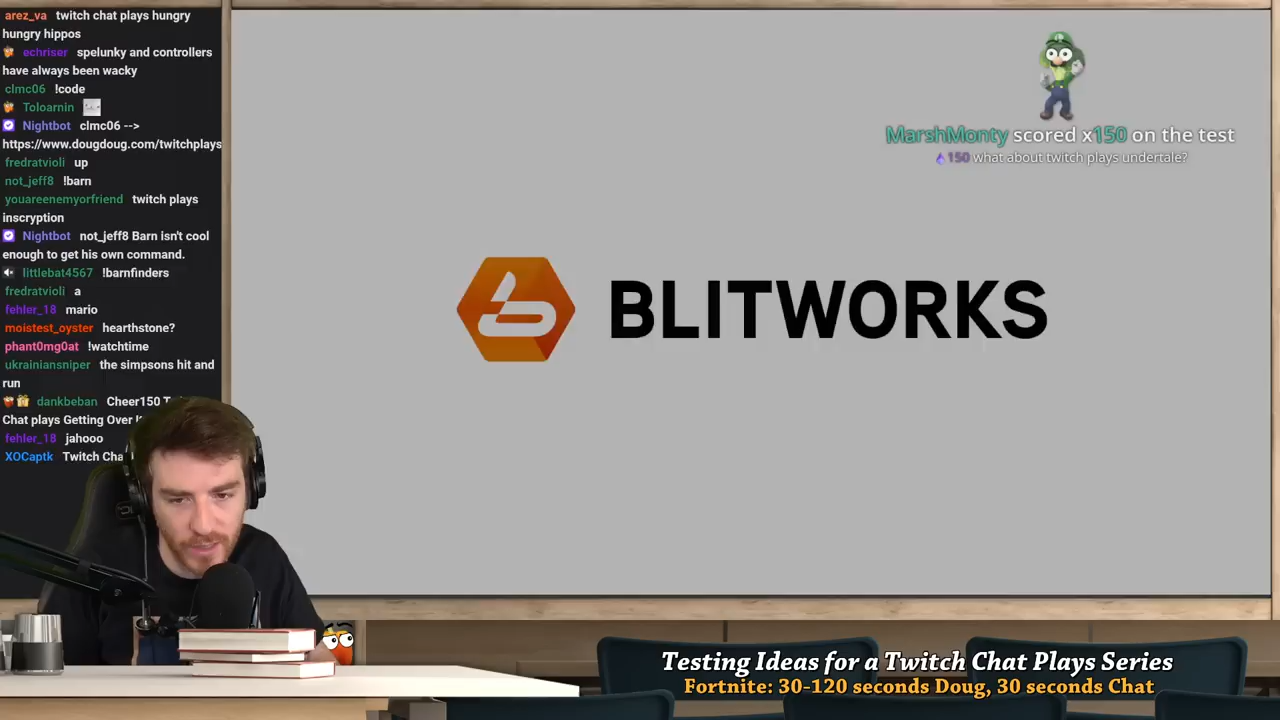 arez_va twitch chat plays hungry
hungry hippos
echriser spelunky and controllers
have always been wacky
clmc06 !code
Toloarnin
Nightbot clmc06 -->
https://www.dougdoug.com/twitchplays
fredratvioli up
not_jeff8 !barn
youareenemyorfriend twitch plays
inscryption
Nightbot not_jeff8 Barn isn't cool
enough to get his own command.
littlebat4567 !barnfinders
fredratvioli a
fehler_18 mario
moistest_oyster hearthstone?
phant0mg0at !watchtime
ukrainiansniper the simpsons hit and
run
dankbeban Cheer150
Chat plays Getting Over
fehler_18 jahooo
XOCaptk Twitch
MarshMonty scored x150 on the test
150 what about twitch plays undertale?
BLITWORKS
Testing Ideas for a Twitch Chat Plays Series
Fortnite: 30-120 seconds Doug, 30 seconds Chat